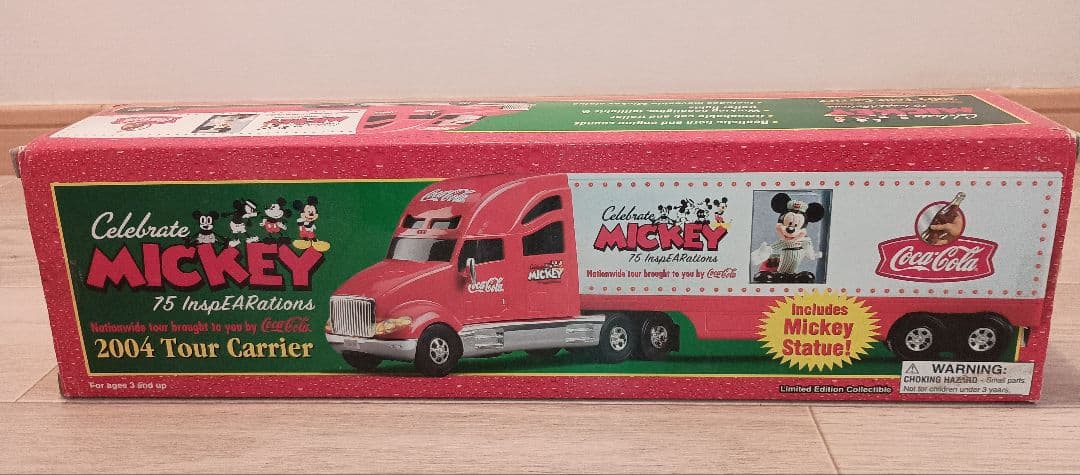 Celebrate
MICKEY
75 InspEARations
Nationwide tour brought to you by Coca-Cola
2004 Tour Carrier
For ages 3 and up
Coca-Cola
Coca-Cola
MICKEY
Celebrate
MICKEY
75 InspEARations
Nationwide tour brought to you by Coca-Cola
Coca-Cola
Includes
Mickey
Statue!
Limited Edition Collectible
WARNING:
CHOKING HAZARD - Small parts.
Not for children under 3 years.